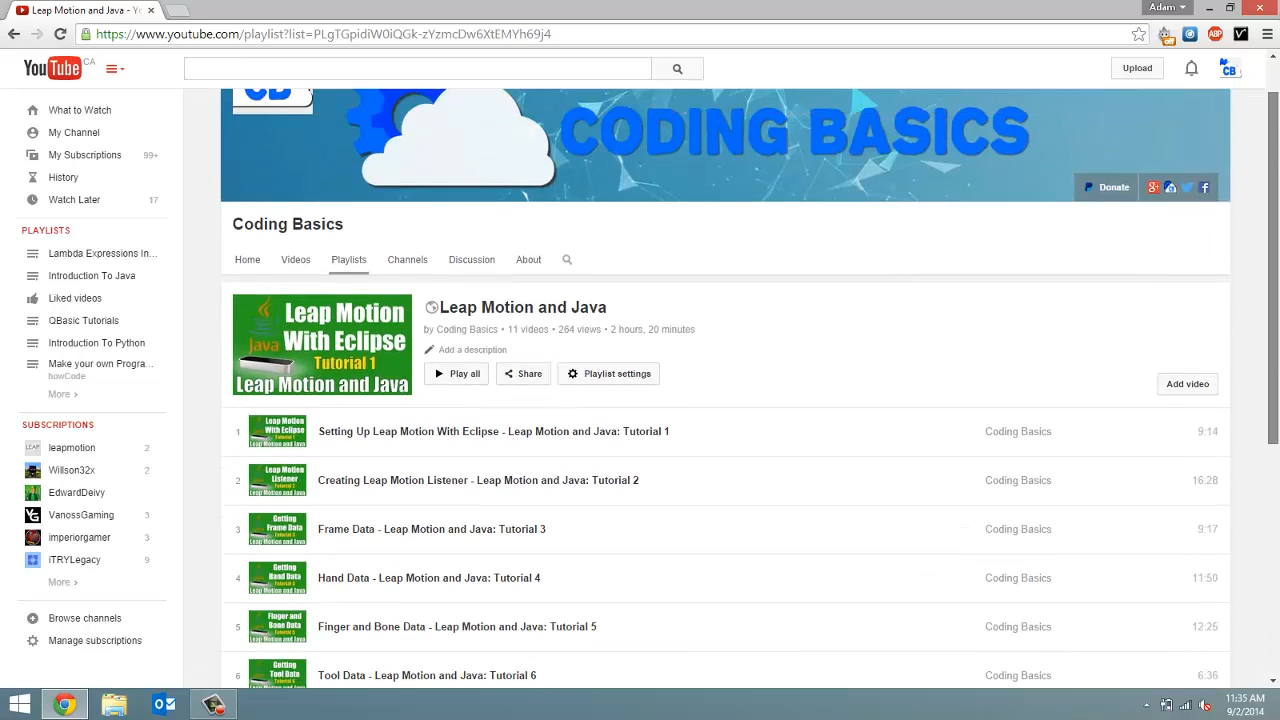 Leap Motion and Java - Yo
Adam
https://www.youtube.com/playlist?list=PLgTGpidiW0iQGk-zYzmcDw6XtEMYh69j4
off
ABP
YouTube CA
Upload
CB
What to Watch
My Channel
My Subscriptions 99+
History
Watch Later 17
PLAYLISTS
Lambda Expressions In...
Introduction To Java
Liked videos
QBasic Tutorials
Introduction To Python
Make your own Progra...
howCode
More ›
SUBSCRIPTIONS
leapmotion 2
Willson32x 2
EdwardDeivy
VanossGaming 3
imperiorgamer 3
iTRYLegacy 9
More ›
Browse channels
Manage subscriptions
CB
CODING BASICS
Donate
Coding Basics
Home Videos Playlists Channels Discussion About
Leap Motion
With Eclipse
Java
Tutorial 1
Leap Motion and Java
Leap Motion and Java
by Coding Basics • 11 videos • 264 views • 2 hours, 20 minutes
Add a description
Play all Share Playlist settings
Add video
1 Setting Up Leap Motion With Eclipse - Leap Motion and Java: Tutorial 1 Coding Basics 9:14
2 Creating Leap Motion Listener - Leap Motion and Java: Tutorial 2 Coding Basics 16:28
3 Frame Data - Leap Motion and Java: Tutorial 3 Coding Basics 9:17
4 Hand Data - Leap Motion and Java: Tutorial 4 Coding Basics 11:50
5 Finger and Bone Data - Leap Motion and Java: Tutorial 5 Coding Basics 12:25
6 Tool Data - Leap Motion and Java: Tutorial 6 Coding Basics 6:36
11:35 AM
9/2/2014